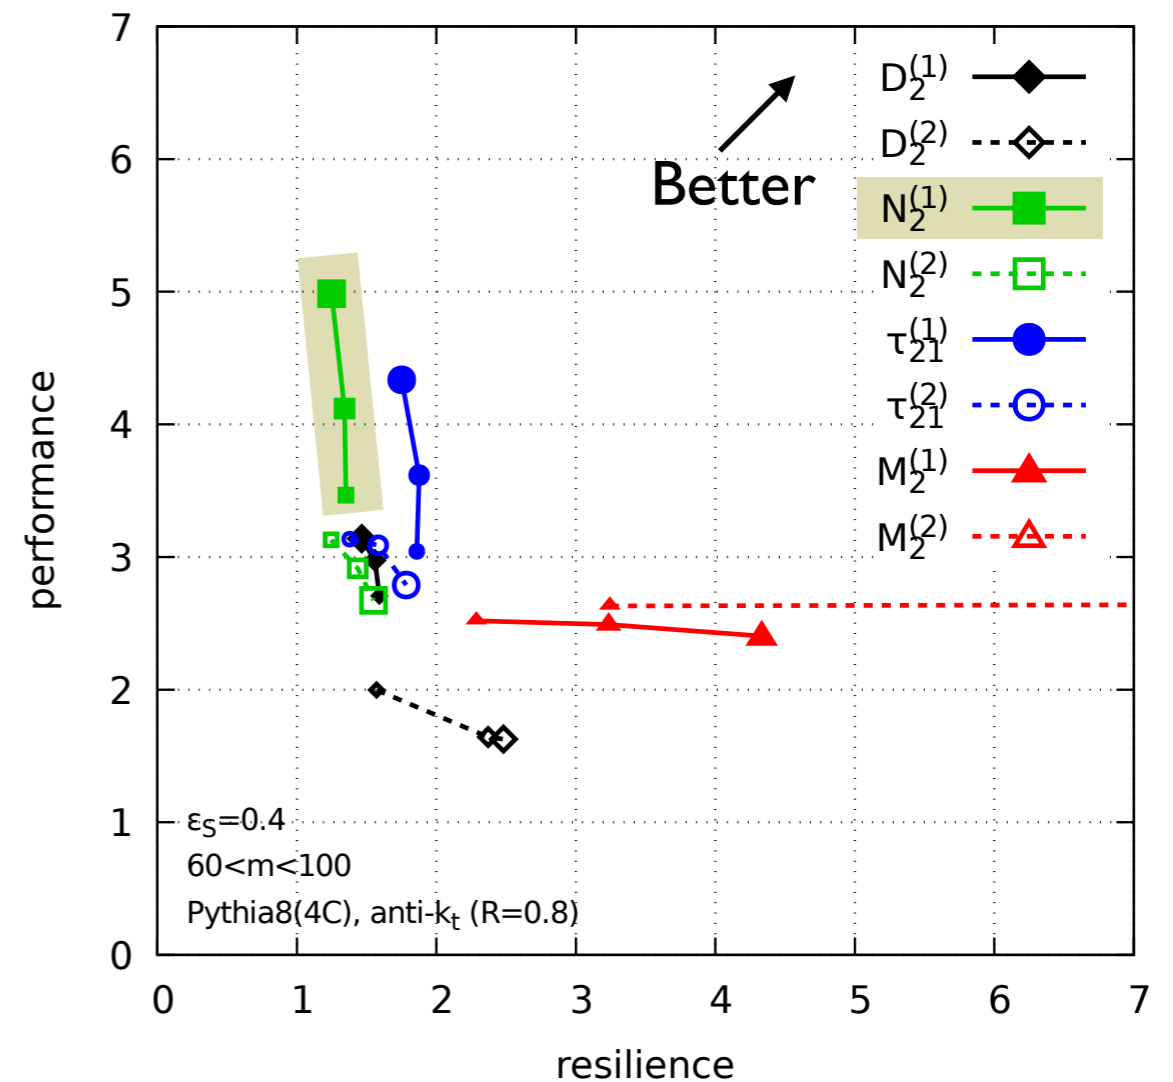 7
6
5
4
3
2
1
0
performance
Better
D₂⁽¹⁾
D₂⁽²⁾
N₂⁽¹⁾
N₂⁽²⁾
τ₂₁⁽¹⁾
τ₂₁⁽²⁾
M₂⁽¹⁾
M₂⁽²⁾
εS=0.4
60<m<100
Pythia8(4C), anti-kₜ (R=0.8)
0 1 2 3 4 5 6 7
resilience